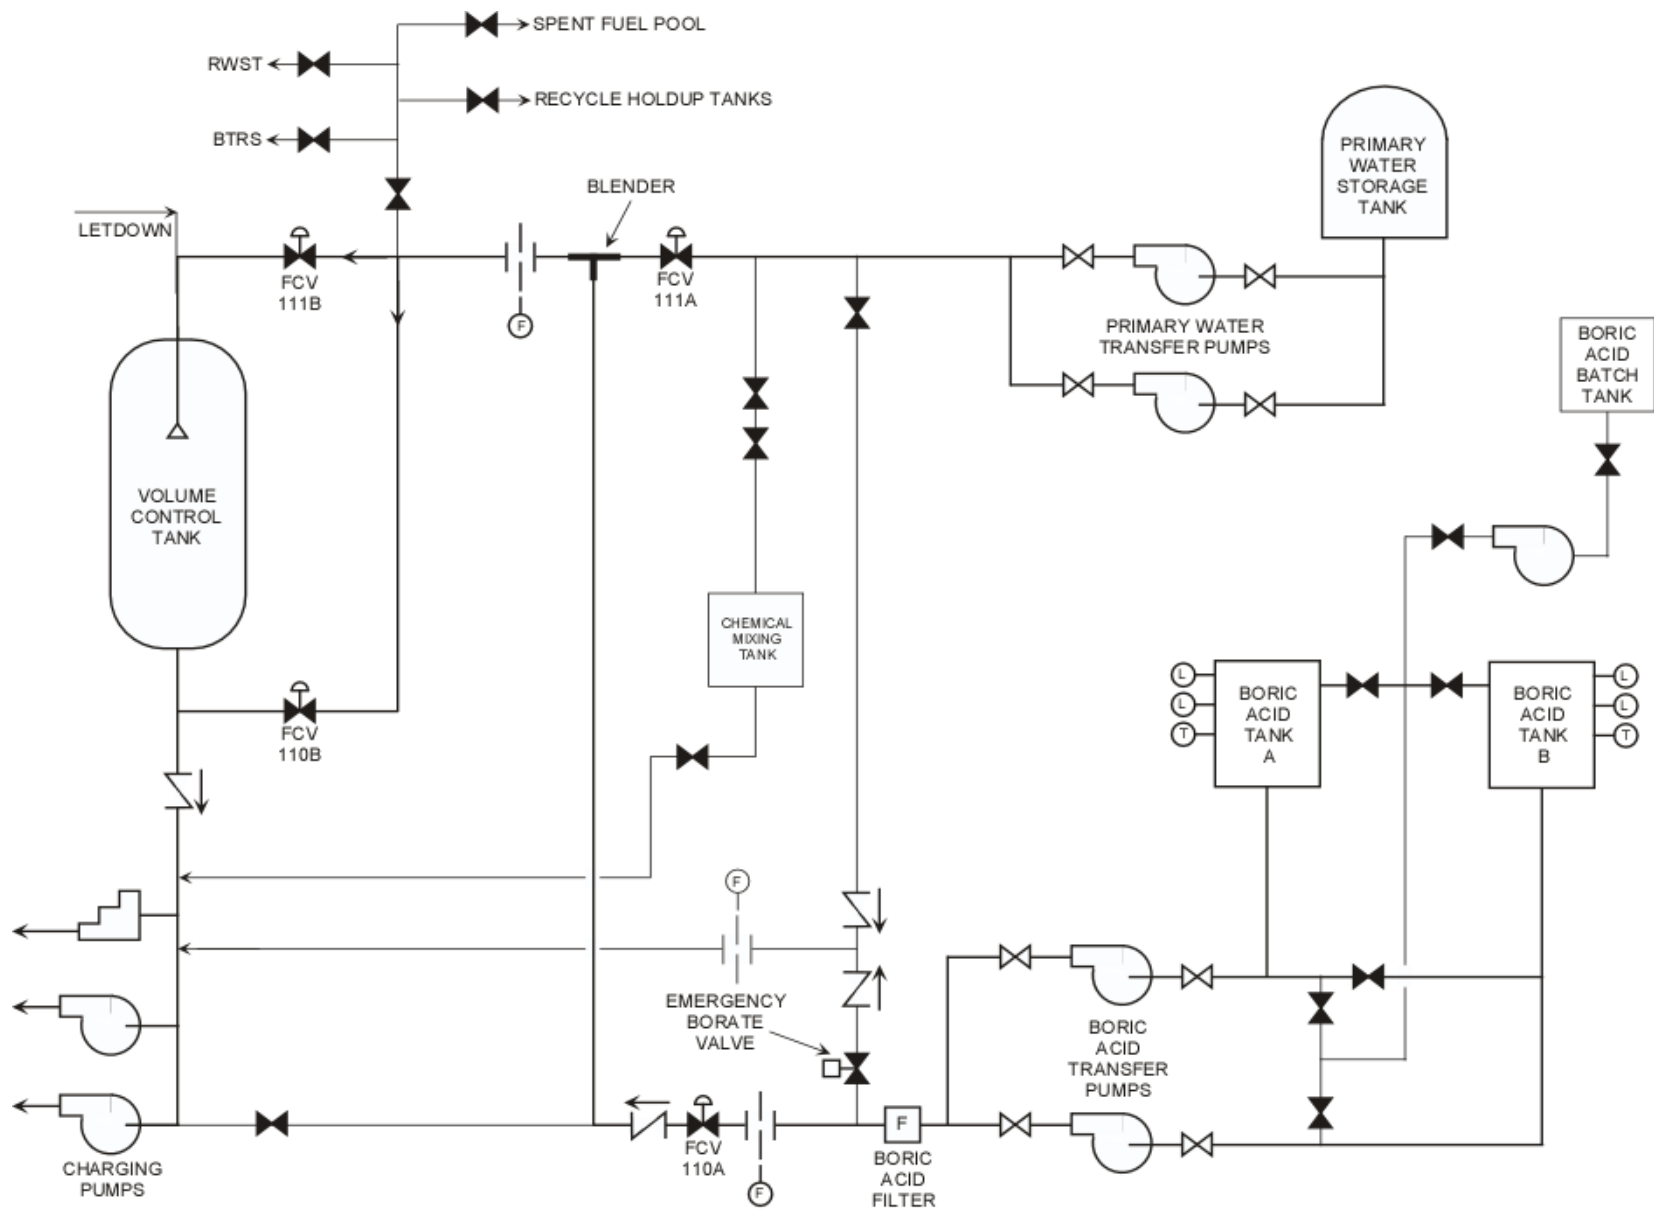 SPENT FUEL POOL
RWST
RECYCLE HOLDUP TANKS
BTRS
BLENDER
LETDOWN
FCV
111B
F
FCV
111A
PRIMARY
WATER
STORAGE
TANK
PRIMARY WATER
TRANSFER PUMPS
BORIC
ACID
BATCH
TANK
VOLUME
CONTROL
TANK
CHEMICAL
MIXING
TANK
FCV
110B
L
L
T
BORIC
ACID
TANK
A
BORIC
ACID
TANK
B
L
L
T
F
EMERGENCY
BORATE
VALVE
BORIC
ACID
TRANSFER
PUMPS
CHARGING
PUMPS
FCV
110A
F
F
BORIC
ACID
FILTER